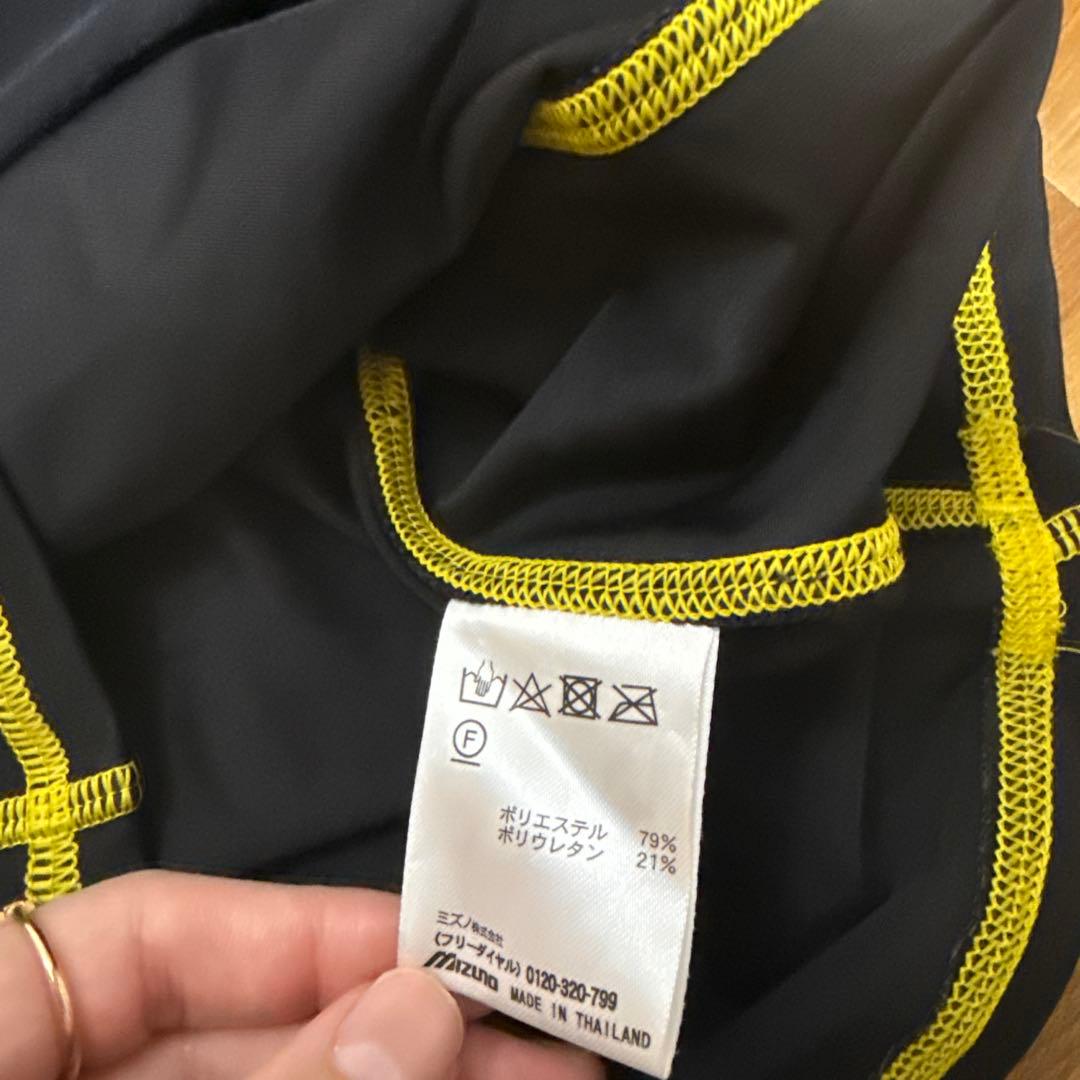 F
ポリエステル 79%
ポリウレタン 21%
ミズノ株式会社
(フリーダイヤル) 0120-320-799
MIZUNO MADE IN THAILAND